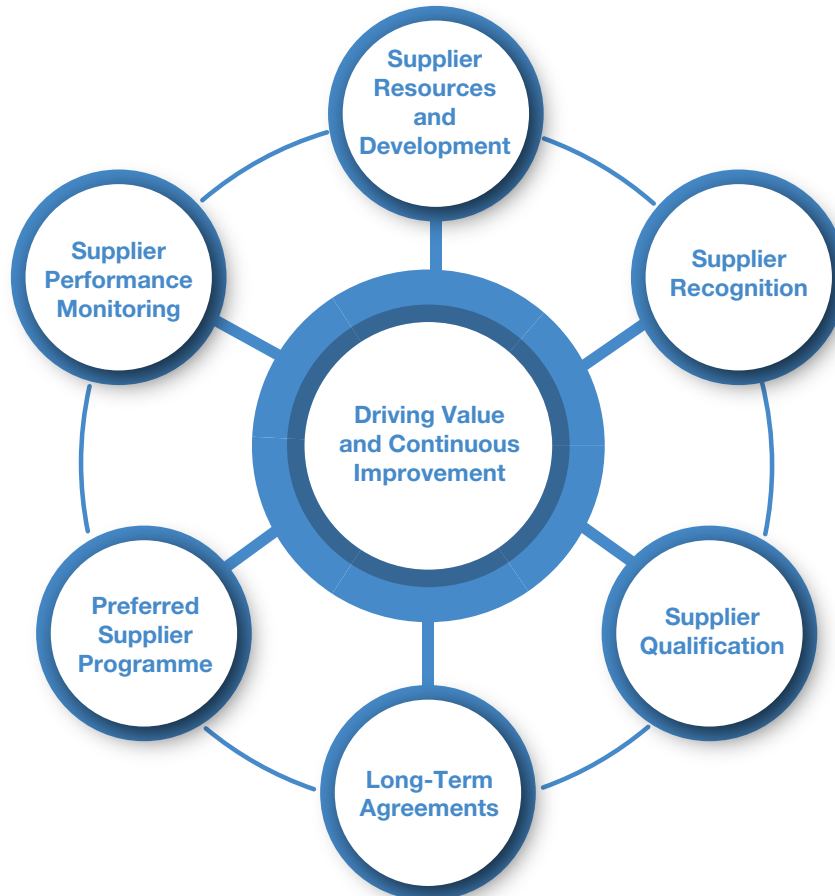 Supplier
Resources
and
Development
Supplier
Recognition
Supplier
Qualification
Long-Term
Agreements
Preferred
Supplier
Programme
Supplier
Performance
Monitoring
Driving Value
and Continuous
Improvement